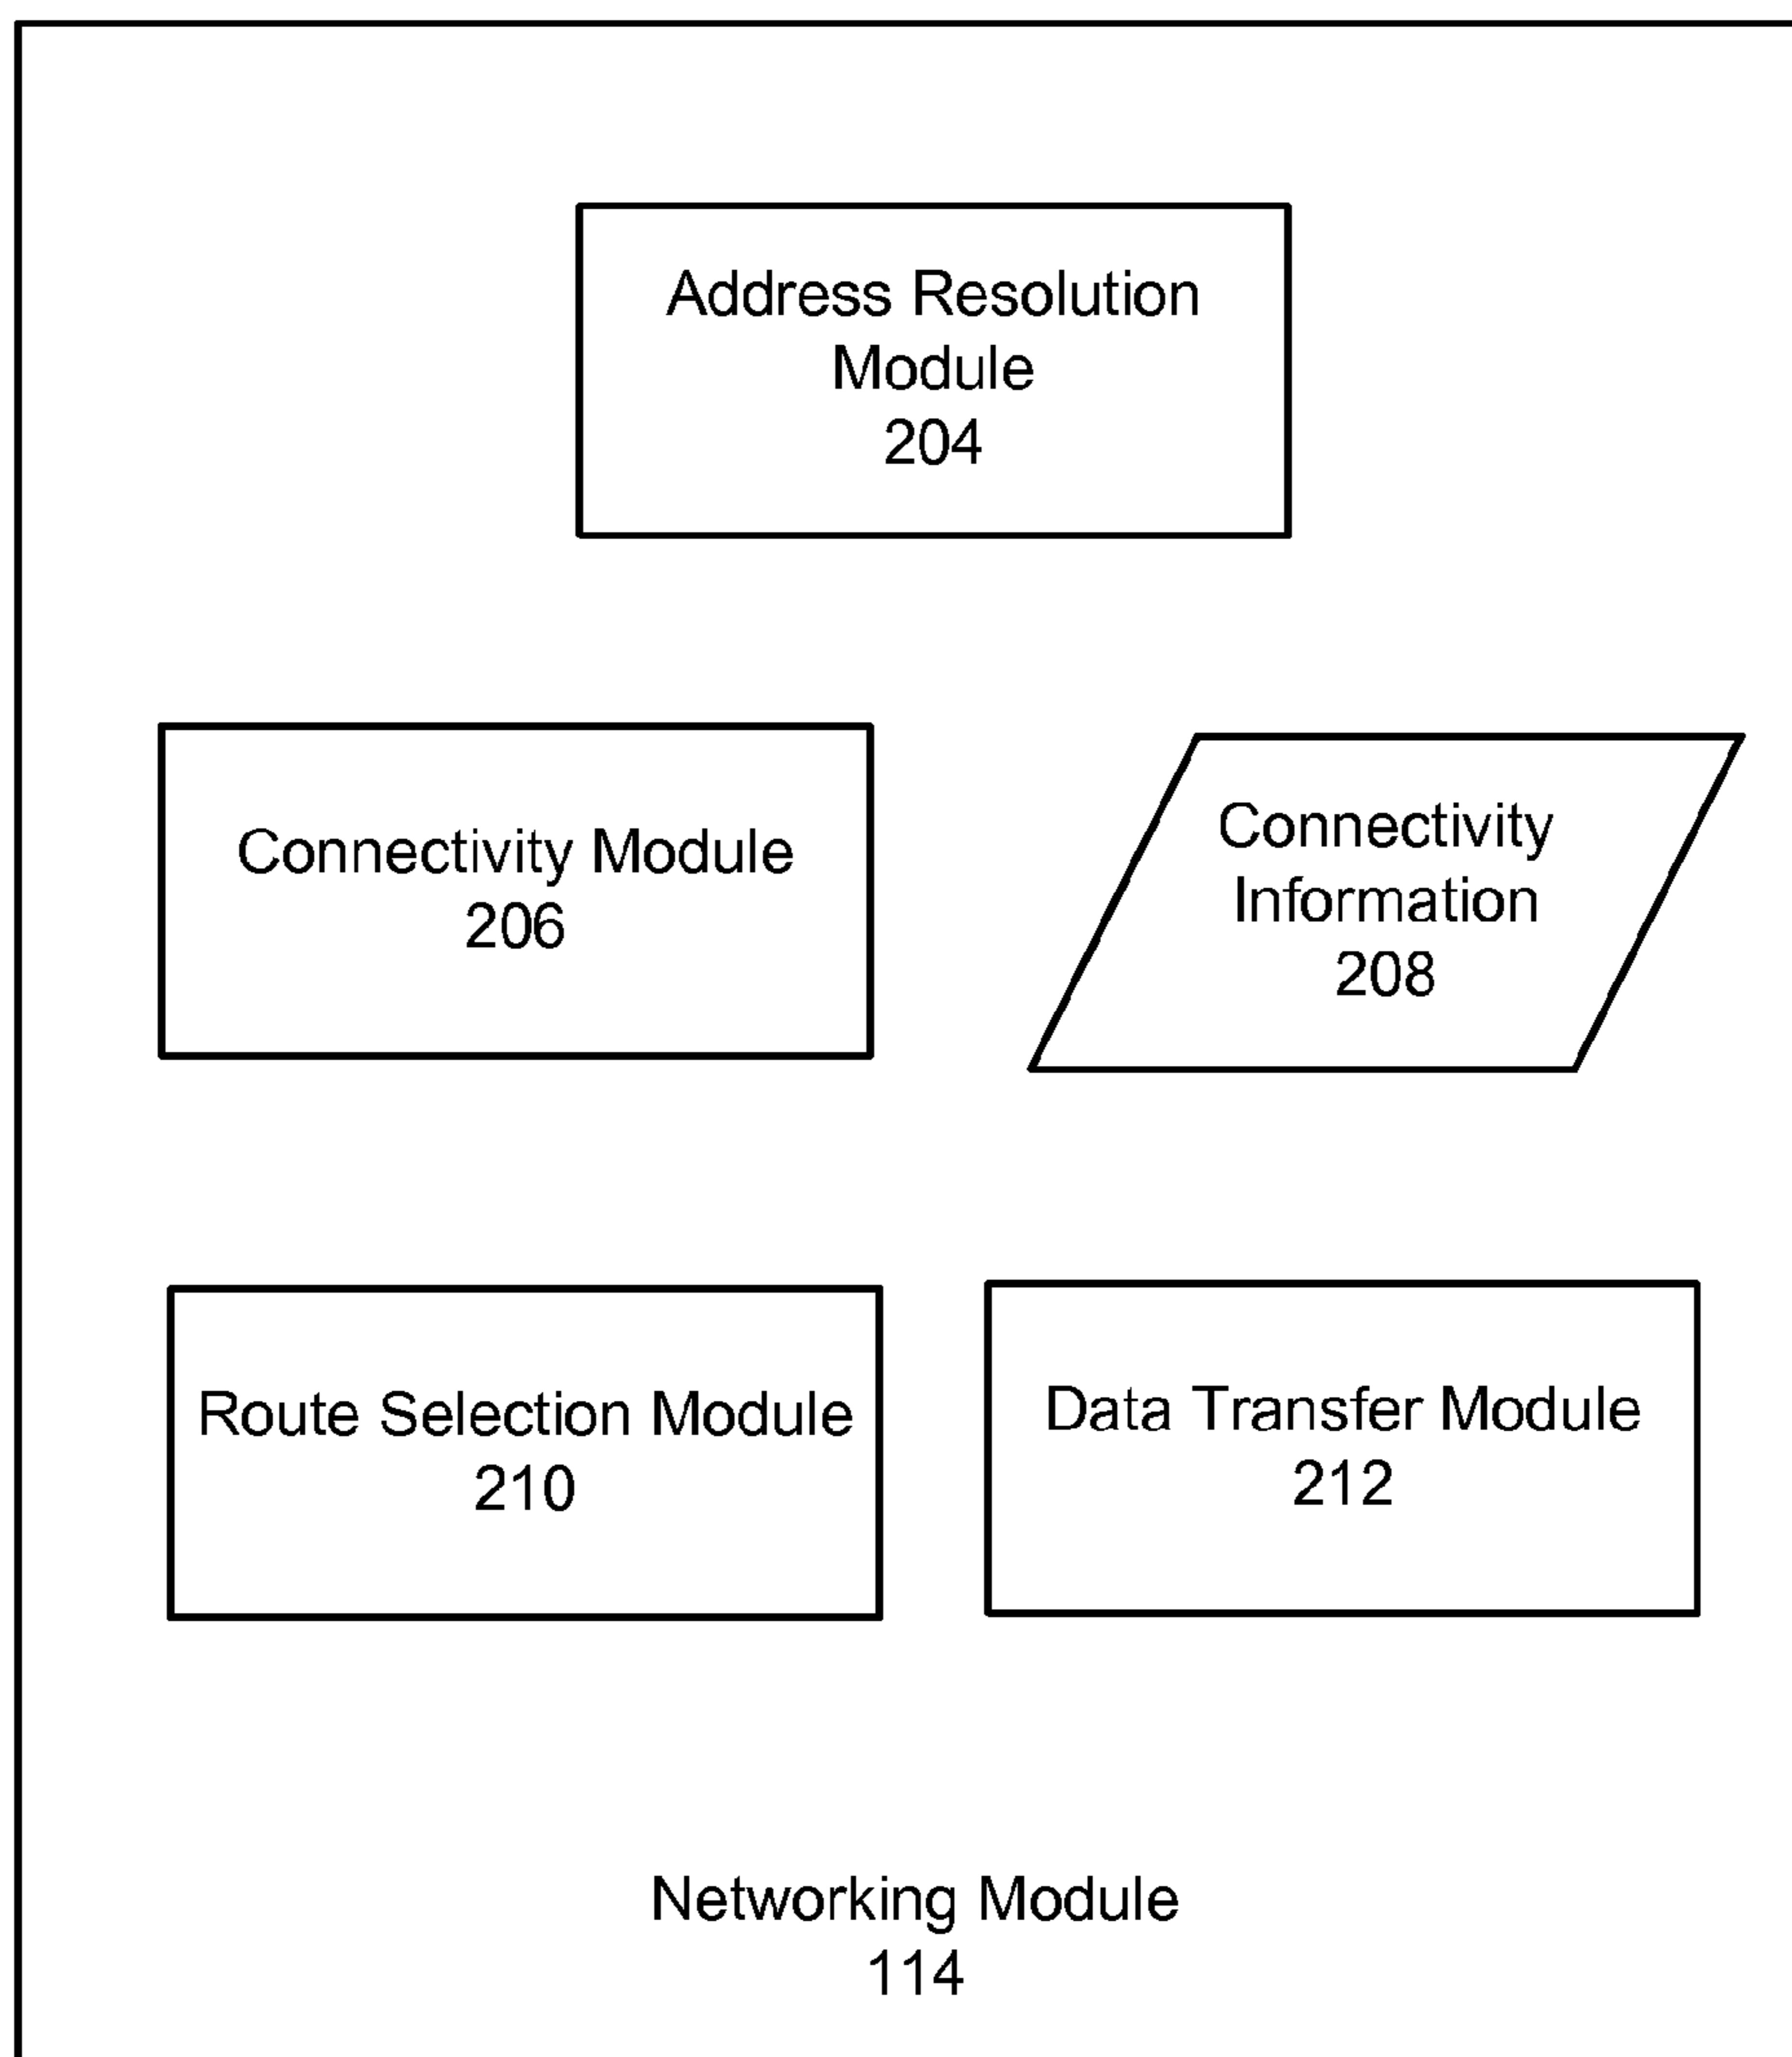 Address Resolution
Module
204
Connectivity Module
206
Connectivity
Information
208
Route Selection Module
210
Data Transfer Module
212
Networking Module
114